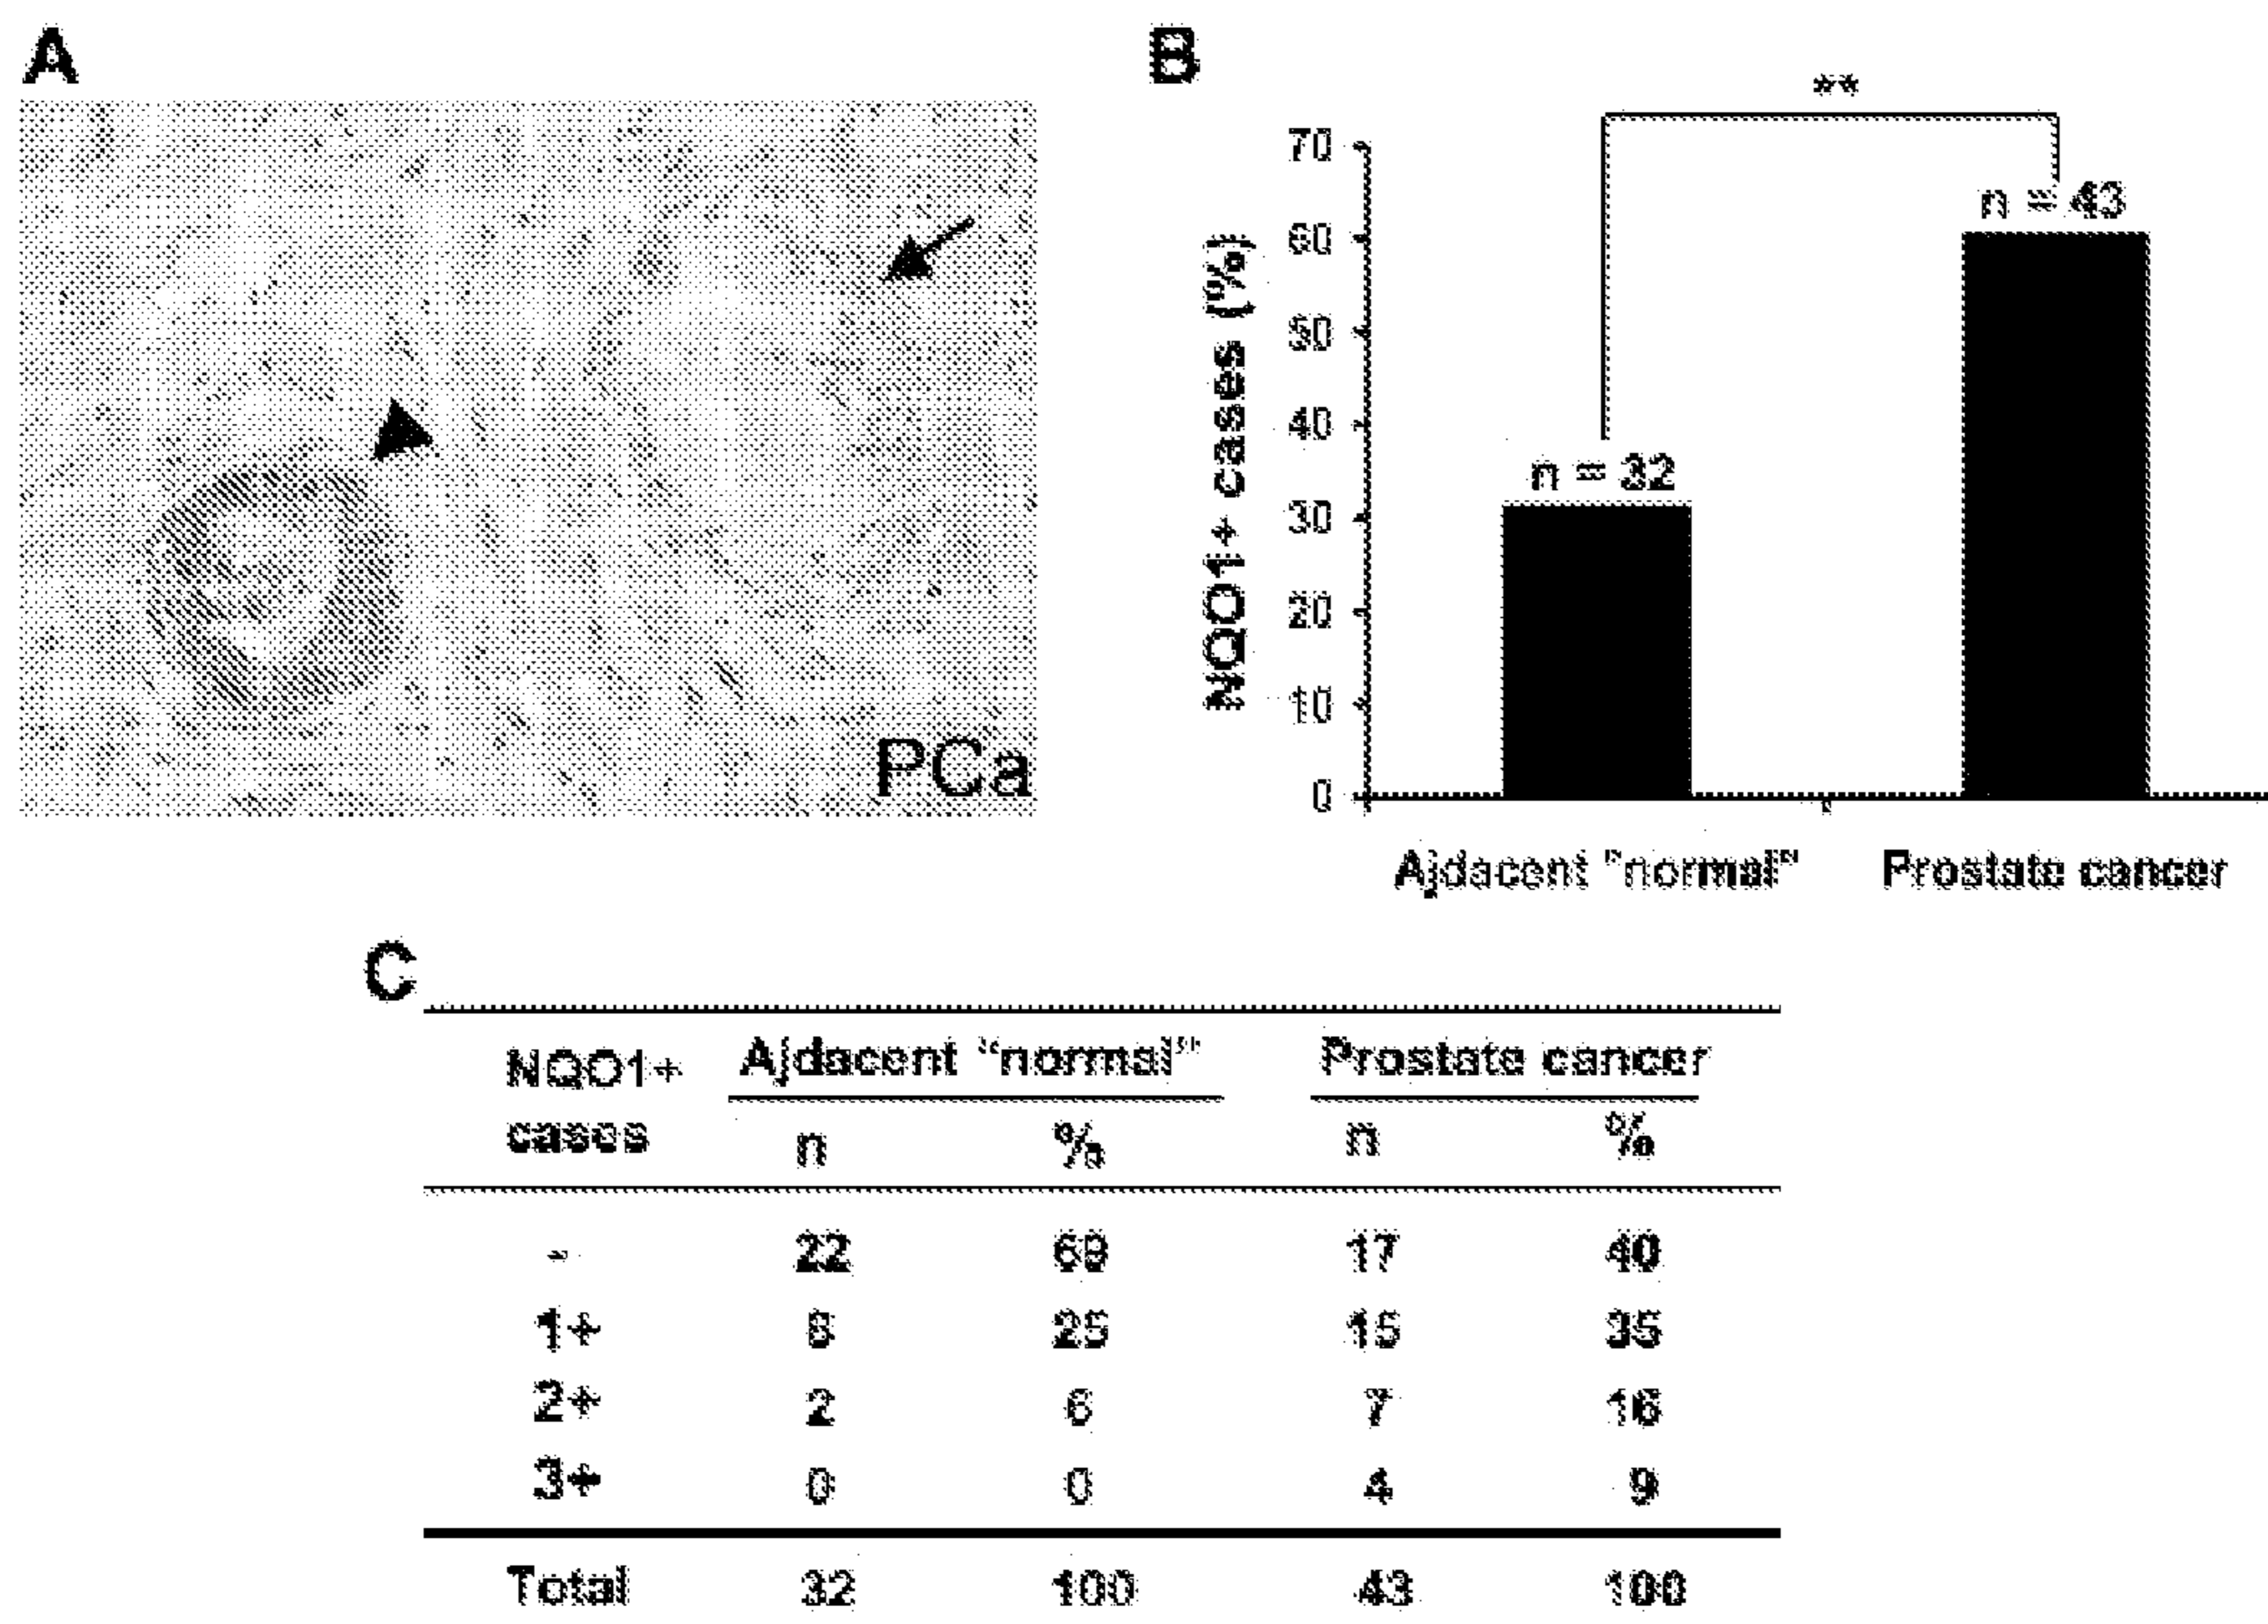 A
PCa
B
**
NQO1+ cases (%)
70
60
50
40
30
20
10
0
n = 32
n = 43
Ajdacent "normal"
Prostate cancer
C
NQO1+ cases
Ajdacent "normal"
Prostate cancer
n % n %
- 22 69 17 40
1+ 8 25 15 35
2+ 2 6 7 16
3+ 0 0 4 9
Total 32 100 43 100